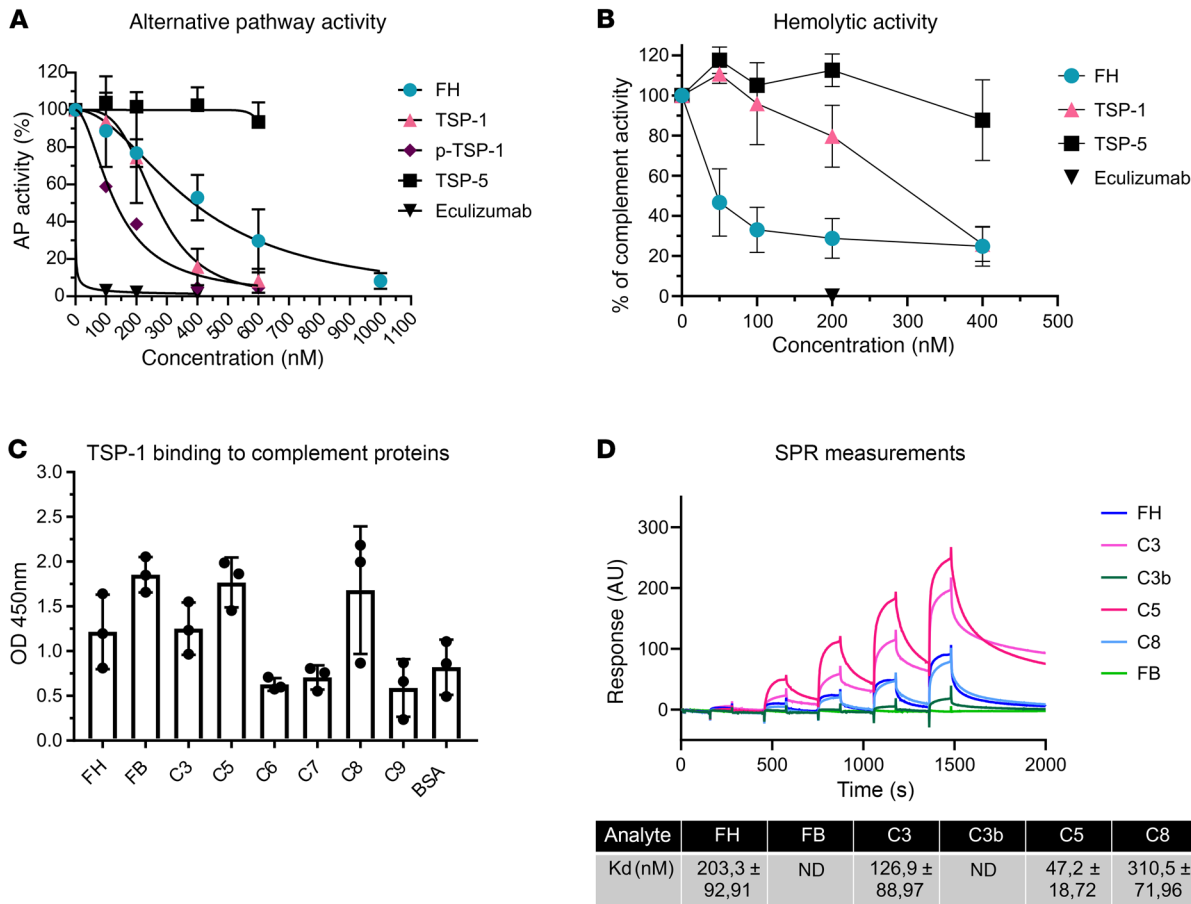 A
Alternative pathway activity
AP activity (%)
120
100
80
60
40
20
0
0
100
200
300
400
500
600
700
800
900
1000
1100
Concentration (nM)
FH
TSP-1
p-TSP-1
TSP-5
Eculizumab
B
Hemolytic activity
% of complement activity
120
100
80
60
40
20
0
0
100
200
300
400
500
Concentration (nM)
FH
TSP-1
TSP-5
Eculizumab
C
TSP-1 binding to complement proteins
OD 450nm
3.0
2.5
2.0
1.5
1.0
0.5
0.0
FH
FB
C3
C5
C6
C7
C8
C9
BSA
D
SPR measurements
Response (AU)
300
200
100
0
0
500
1000
1500
2000
Time (s)
FH
C3
C3b
C5
C8
FB
Analyte FH FB C3 C3b C5 C8
Kd (nM) 203,3 ± ND 126,9 ± ND 47,2 ± 310,5 ±
92,91 88,97 18,72 71,96